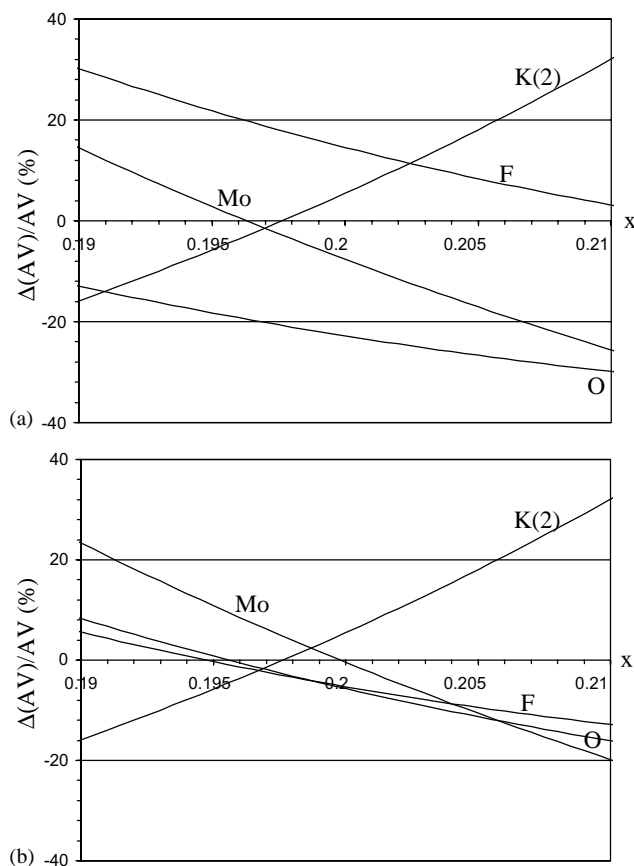 40
K(2)
20
F
Mo
Δ(AV)/AV (%)
0
x
0.19
0.195
0.2
0.205
0.21
-20
O
(a)
-40
40
K(2)
20
Mo
Δ(AV)/AV (%)
0
x
0.19
0.195
0.2
0.205
0.21
F
O
-20
(b)
-40